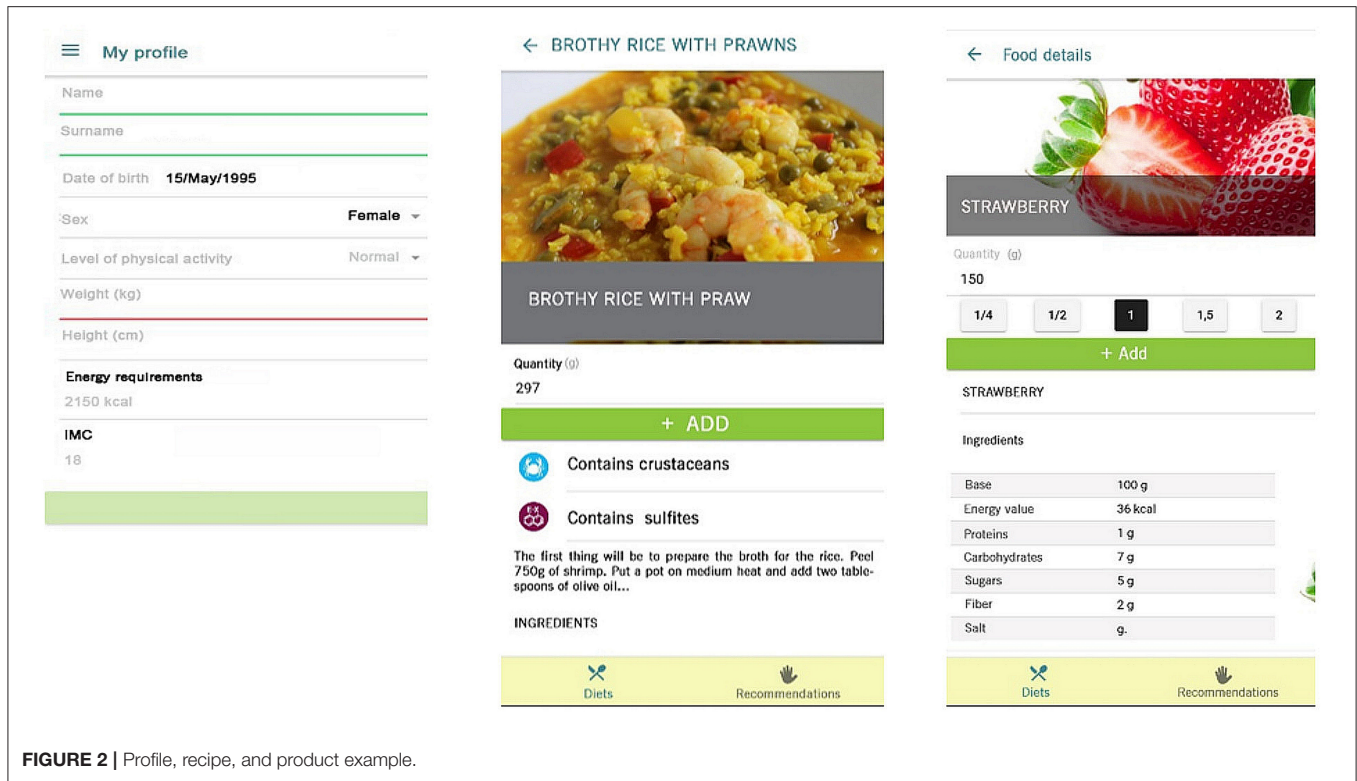 My profile
Name
Surname
Date of birth 15/May/1995
Sex Female
Level of physical activity Normal
Weight (kg)
Height (cm)
Energy requirements
2150 kcal
IMC
18
BROTHY RICE WITH PRAWNS
BROTHY RICE WITH PRAW
Quantity (g)
297
+ ADD
Contains crustaceans
E-X
Contains sulfites
The first thing will be to prepare the broth for the rice. Peel
750g of shrimp. Put a pot on medium heat and add two table-
spoons of olive oil...
INGREDIENTS
Diets Recommendations
Food details
STRAWBERRY
Quantity (g)
150
1/4 1/2 1 1,5 2
+ Add
STRAWBERRY
Ingredients
Base 100 g
Energy value 36 kcal
Proteins 1 g
Carbohydrates 7 g
Sugars 5 g
Fiber 2 g
Salt g.
Diets Recommendations
FIGURE 2 | Profile, recipe, and product example.